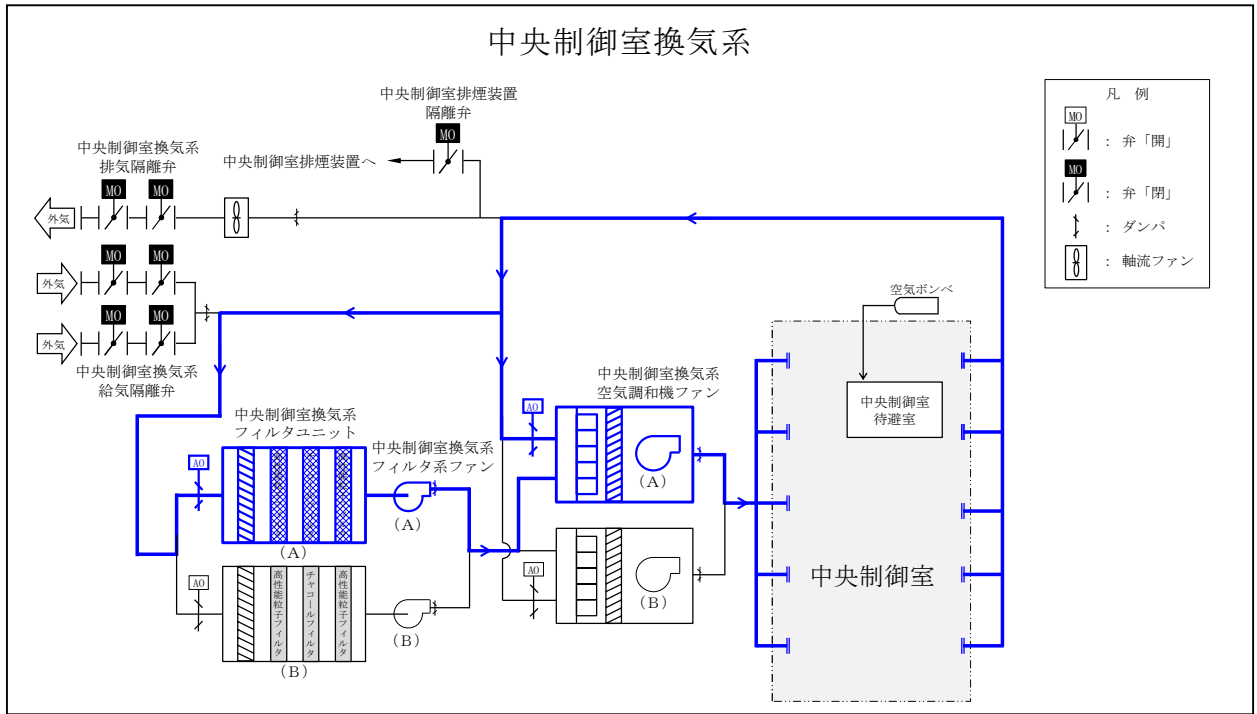 中央制御室換気系
中央制御室排煙装置
隔離弁
MO
中央制御室排煙装置へ
中央制御室換気系
排気隔離弁
MO
MO
外気
外気
MO
MO
外気
MO
MO
中央制御室換気系
給気隔離弁
凡 例
MO
: 弁「開」
MO
: 弁「閉」
: ダンパ
: 軸流ファン
空気ボンベ
中央制御室
待避室
中央制御室
中央制御室換気系
空気調和機ファン
AO
(A)
AO
(B)
中央制御室換気系
フィルタユニット
中央制御室換気系
フィルタ系ファン
AO
(A)
(A)
AO
高性能粒子フィルタ
チャコールフィルタ
高性能粒子フィルタ
(B)
(B)